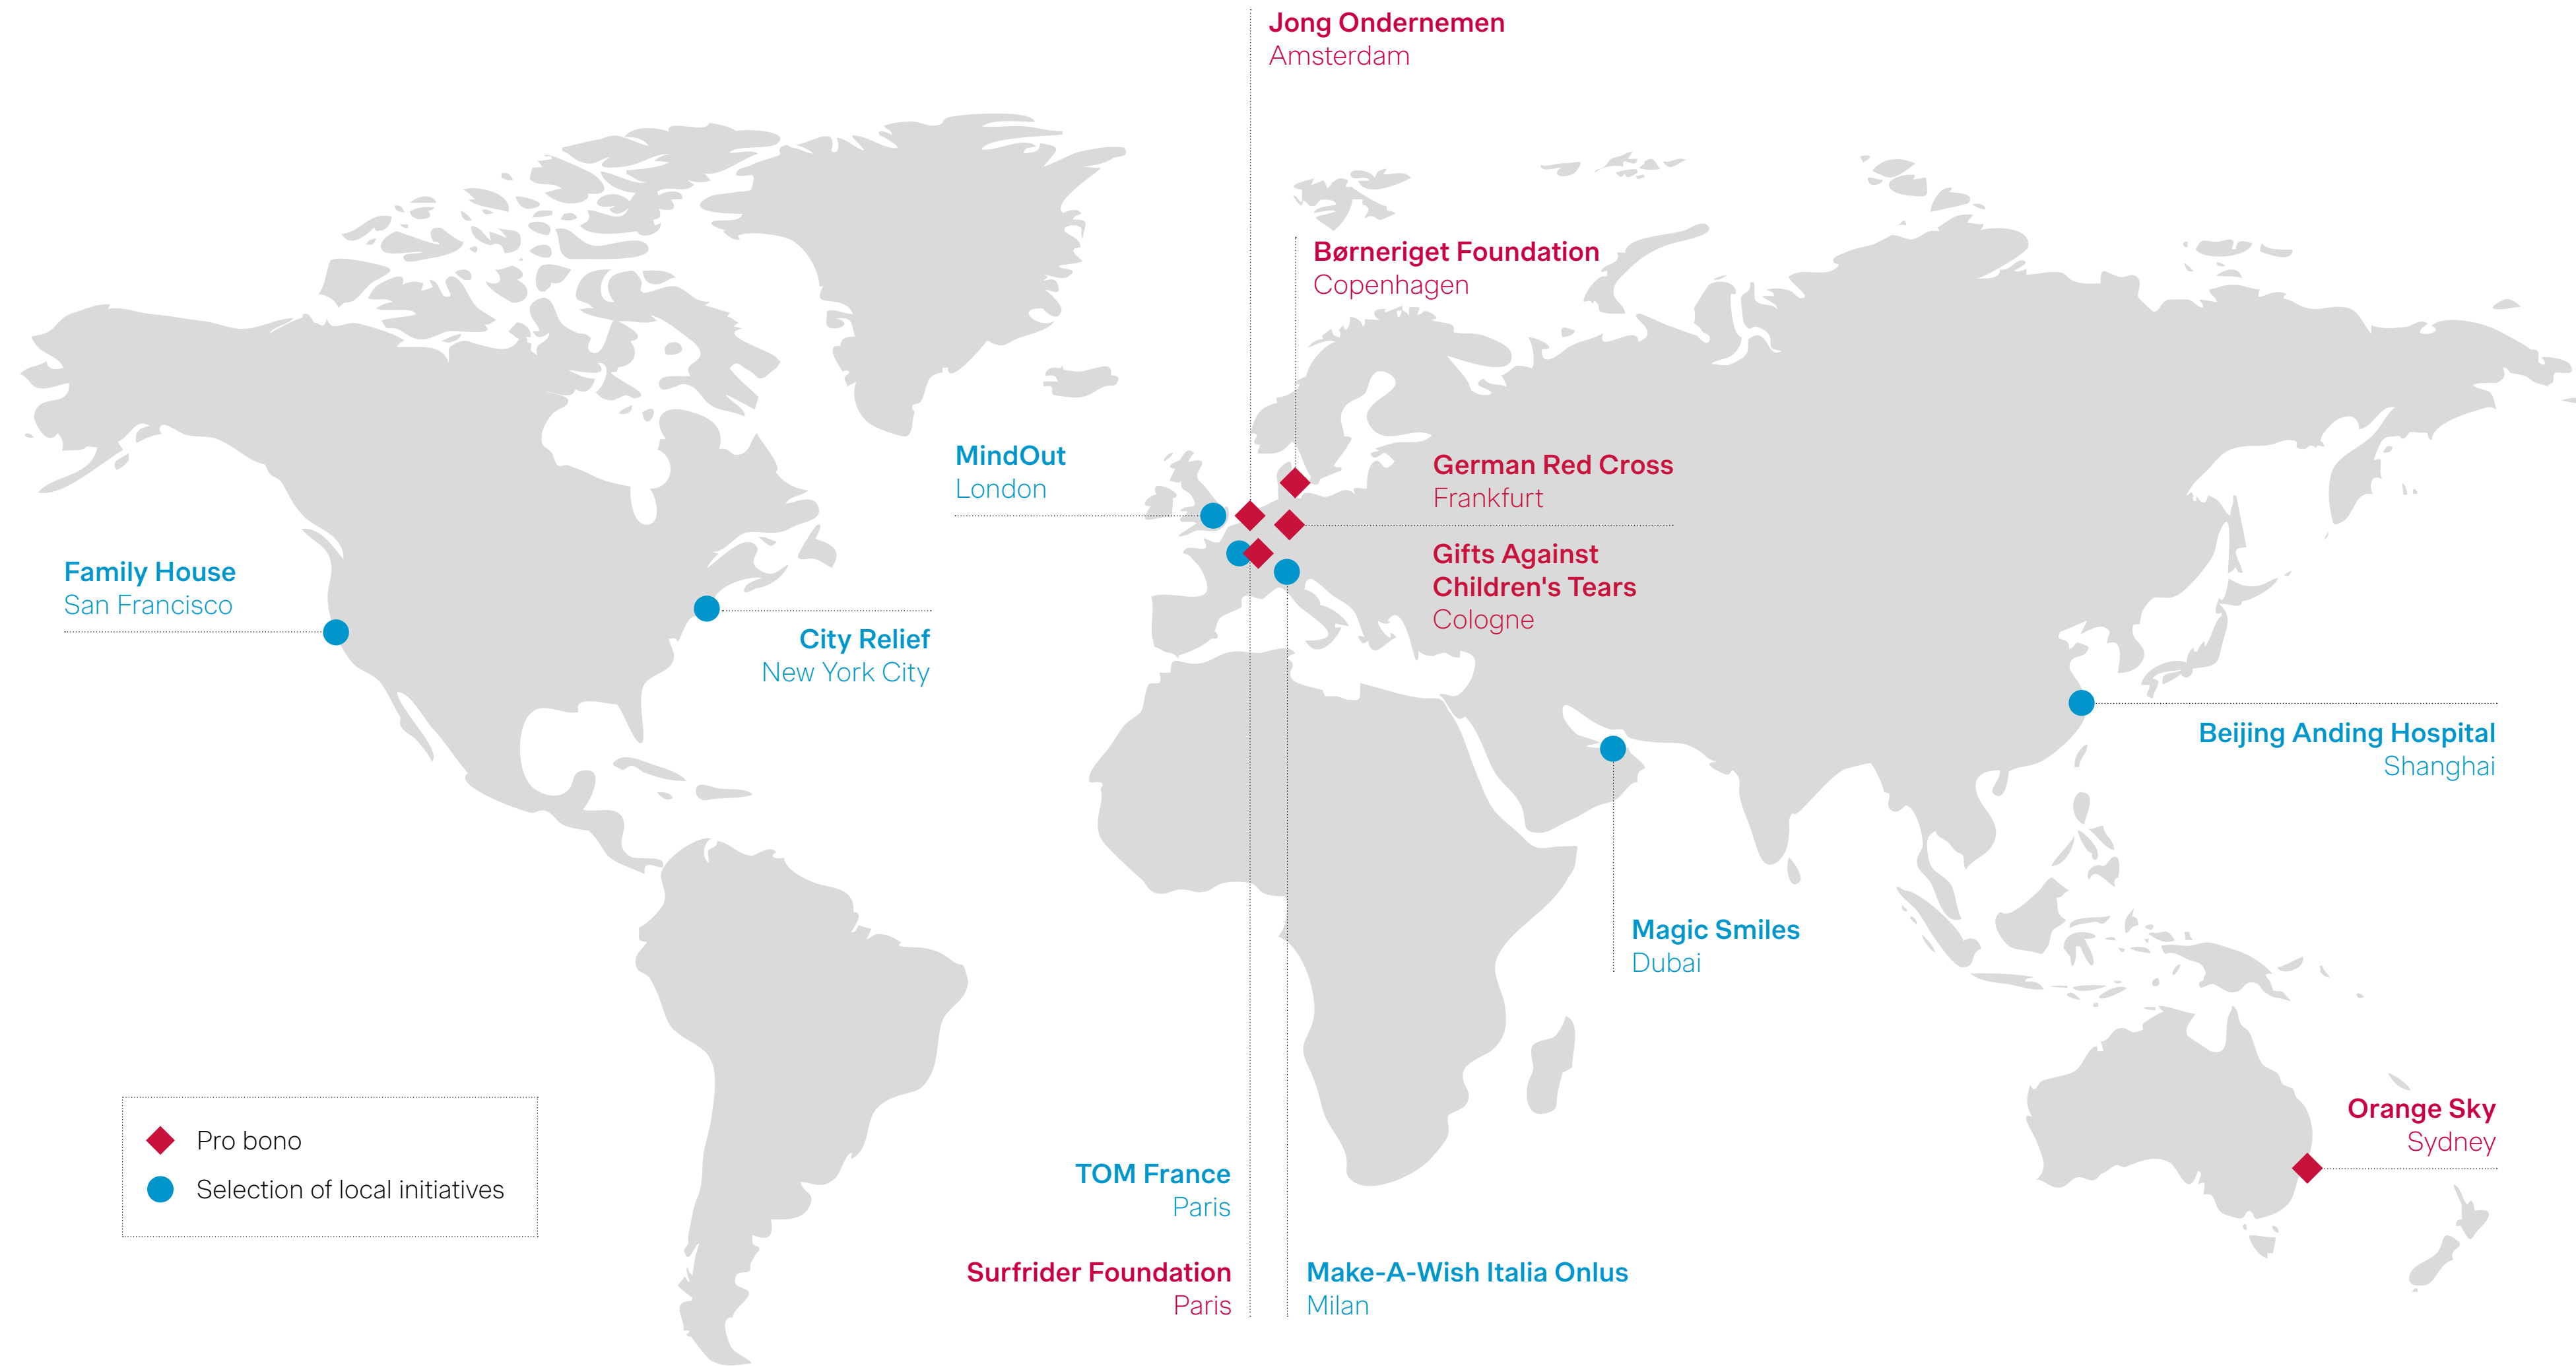 Jong Ondernemen
Amsterdam
Børneriget Foundation
Copenhagen
MindOut
London
German Red Cross
Frankfurt
Gifts Against
Children's Tears
Cologne
Family House
San Francisco
City Relief
New York City
Beijing Anding Hospital
Shanghai
Magic Smiles
Dubai
Orange Sky
Sydney
Pro bono
Selection of local initiatives
TOM France
Paris
Surfrider Foundation
Paris
Make-A-Wish Italia Onlus
Milan